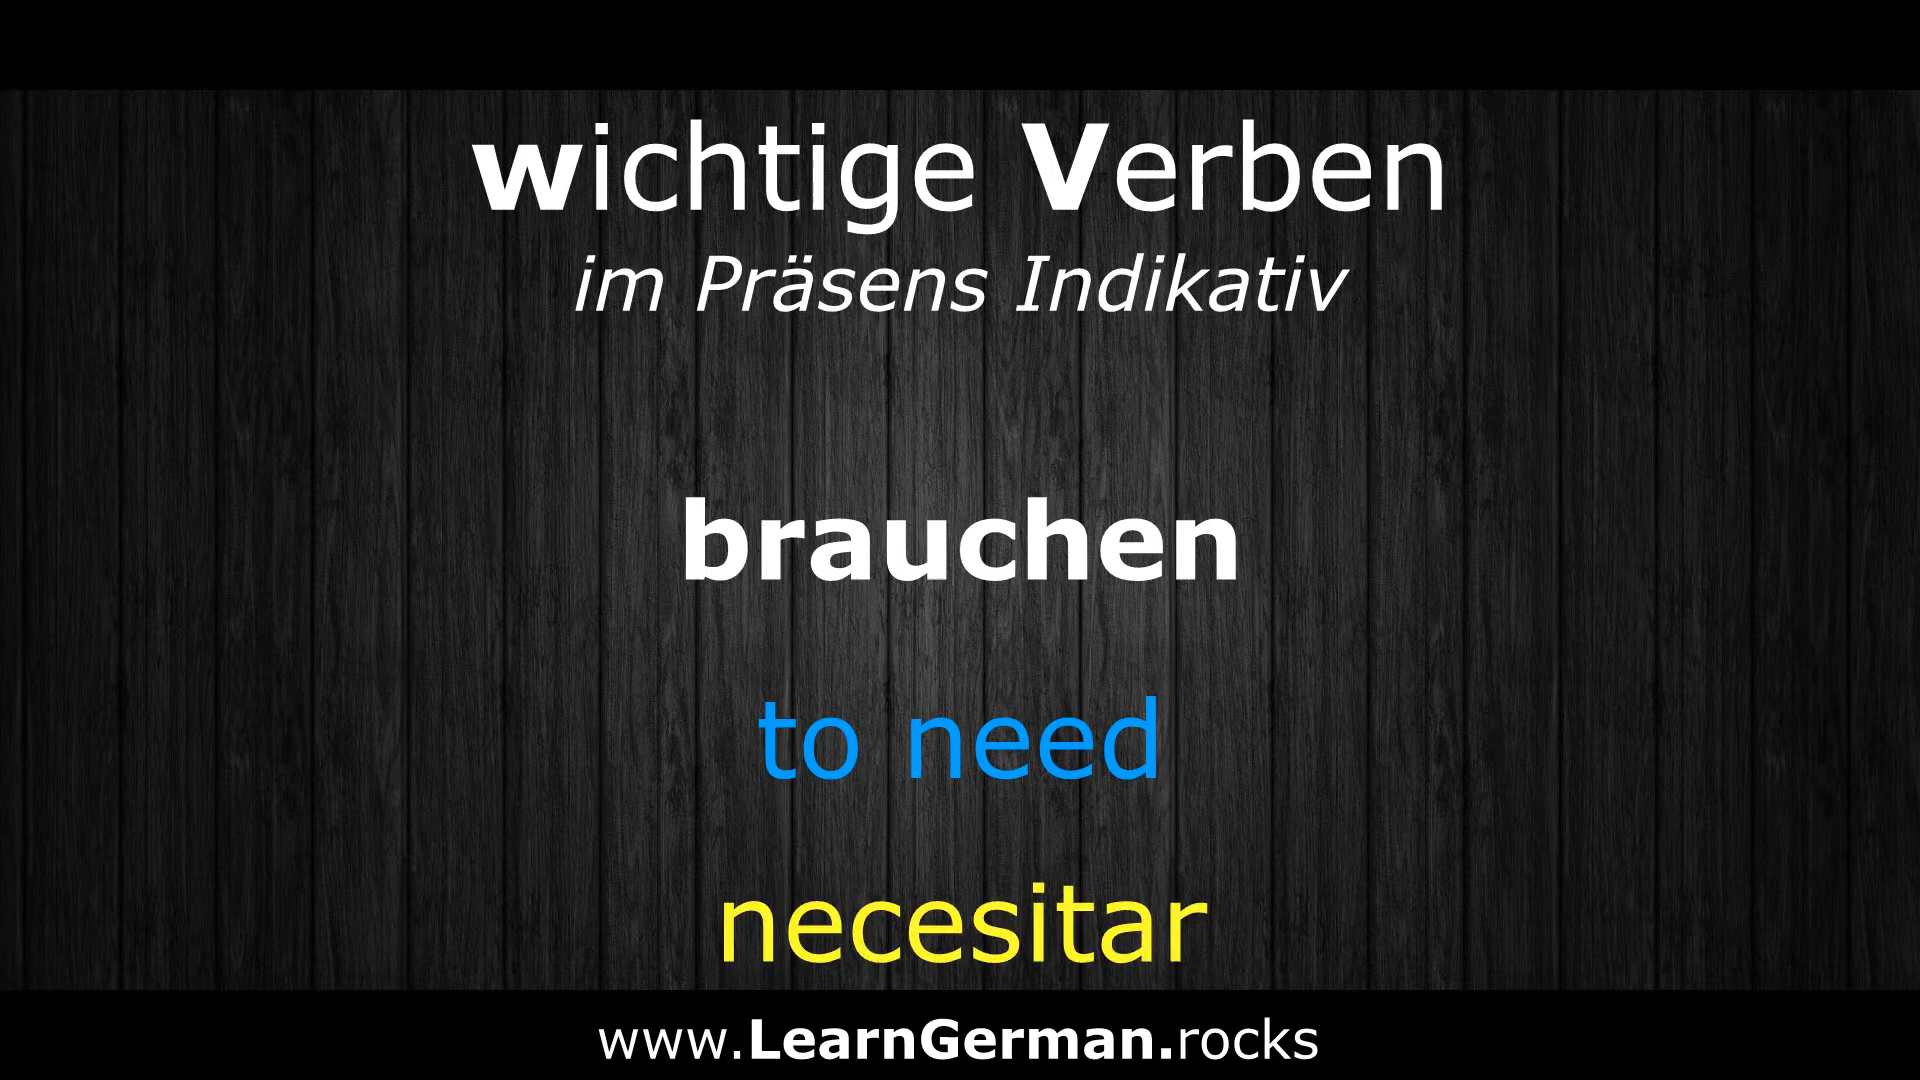 wichtige Verben
im Präsens Indikativ
brauchen
to need
necesitar
www.LearnGerman.rocks